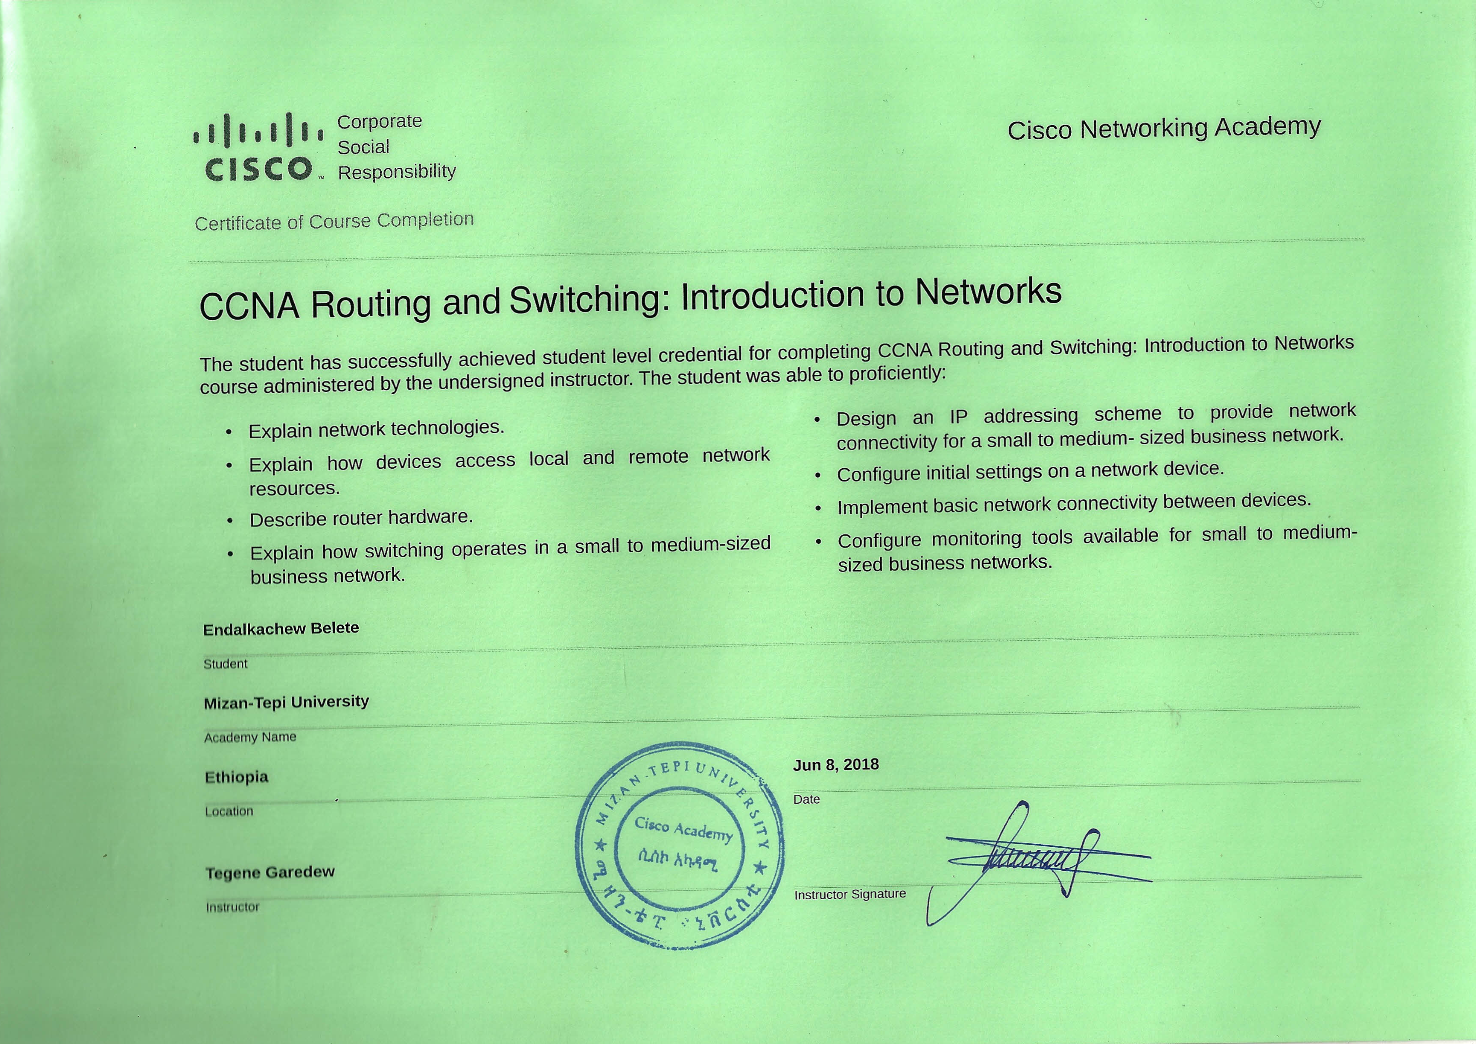 CISCO
Corporate
Social
Responsibility
Cisco Networking Academy
Certificate of Course Completion
CCNA Routing and Switching: Introduction to Networks
The student has successfully achieved student level credential for completing CCNA Routing and Switching: Introduction to Networks
course administered by the undersigned instructor. The student was able to proficiently:
• Explain network technologies.
• Explain how devices access local and remote network
resources.
• Describe router hardware.
• Explain how switching operates in a small to medium-sized
business network.
• Design an IP addressing scheme to provide network
connectivity for a small to medium- sized business network.
• Configure initial settings on a network device.
• Implement basic network connectivity between devices.
• Configure monitoring tools available for small to medium-
sized business networks.
Endalkachew Belete
Student
Mizan-Tepi University
Academy Name
Ethiopia
Location
Jun 8, 2018
Date
Tegene Garedew
Instructor
Instructor Signature
MIZAN-TEPI UNIVERSITY
Cisco Academy
ሲስኮ አካዳሚ